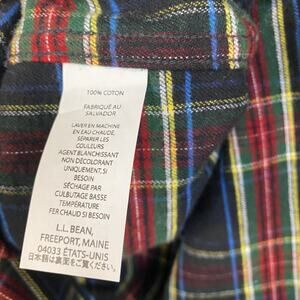 100% COTON
FABRIQUÉ AU
SALVADOR
LAVER EN MACHINE
EN EAU CHAUDE,
SÉPARER LES
COULEURS
AGENT BLANCHISSANT
NON DÉCOLORANT
UNIQUEMENT, SI
BESOIN
SÉCHAGE PAR
CULBUTAGE BASSE
TEMPÉRATURE
FER CHAUD SI BESOIN
L.L.BEAN,
FREEPORT, MAINE
04033 ÉTATS-UNIS
日本語は裏面をご覧ください。